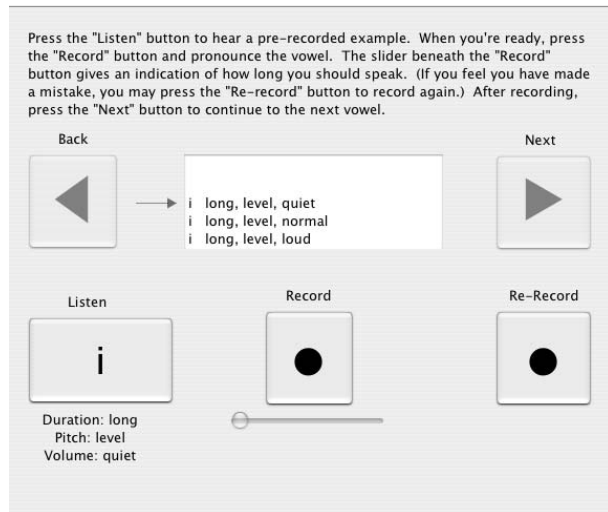 Press the "Listen" button to hear a pre-recorded example.  When you're ready, press
the "Record" button and pronounce the vowel.  The slider beneath the "Record"
button gives an indication of how long you should speak.  (If you feel you have made
a mistake, you may press the "Re-record" button to record again.)  After recording,
press the "Next" button to continue to the next vowel.
Back
Next
i   long, level, quiet
i   long, level, normal
i   long, level, loud
Listen
Record
Re-Record
i
Duration: long
Pitch: level
Volume: quiet